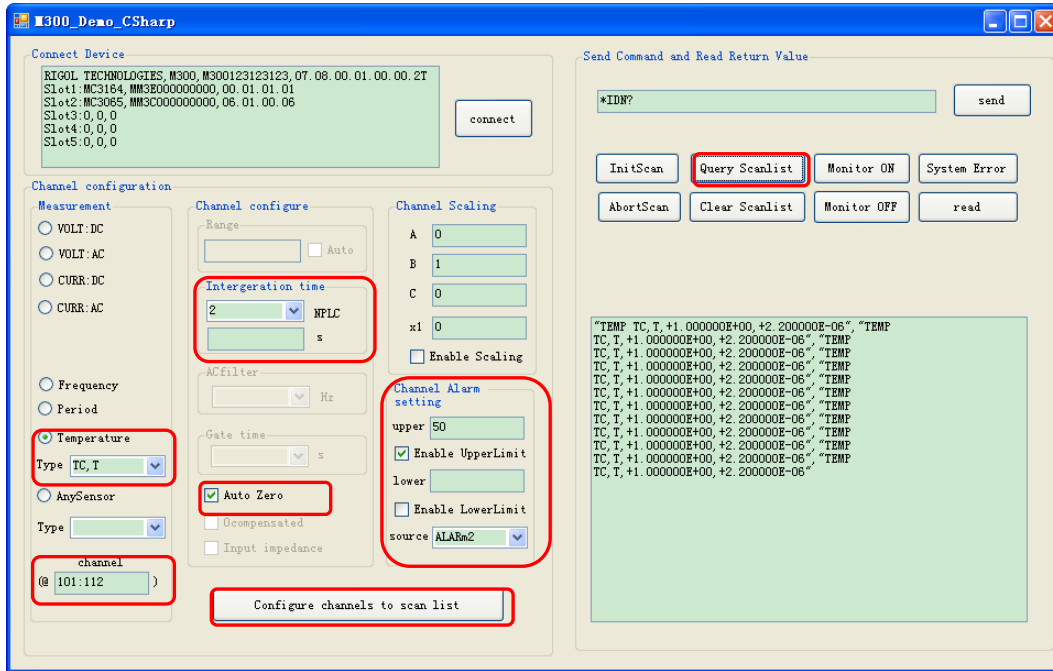 M300_Demo_CSharp
Connect Device
RIGOL TECHNOLOGIES, M300, M300123123123, 07.08.00.01.00.00.2T
Slot1:MC3164, MM3E000000000, 00.01.01.01
Slot2:MC3065, MM3C000000000, 06.01.00.06
Slot3:0,0,0
Slot4:0,0,0
Slot5:0,0,0
connect
Channel configuration
Measurement
VOLT:DC
VOLT:AC
CURR:DC
CURR:AC
Frequency
Period
Temperature
Type TC,T
AnySensor
Type
channel
(@ 101:112 )
Channel configure
Range
Auto
Intergeration time
2 NPLC
s
ACfilter
Hz
Gate time
s
Auto Zero
Ocompensated
Input impedance
Channel Scaling
A 0
B 1
C 0
x1 0
Enable Scaling
Channel Alarm
setting
upper 50
Enable UpperLimit
lower
Enable LowerLimit
source ALARm2
Configure channels to scan list
Send Command and Read Return Value
*IDN? send
InitScan Query Scanlist Monitor ON System Error
AbortScan Clear Scanlist Monitor OFF read
"TEMP TC,T,+1.000000E+00,+2.200000E-06","TEMP
TC,T,+1.000000E+00,+2.200000E-06","TEMP
TC,T,+1.000000E+00,+2.200000E-06","TEMP
TC,T,+1.000000E+00,+2.200000E-06","TEMP
TC,T,+1.000000E+00,+2.200000E-06","TEMP
TC,T,+1.000000E+00,+2.200000E-06","TEMP
TC,T,+1.000000E+00,+2.200000E-06","TEMP
TC,T,+1.000000E+00,+2.200000E-06","TEMP
TC,T,+1.000000E+00,+2.200000E-06","TEMP
TC,T,+1.000000E+00,+2.200000E-06","TEMP
TC,T,+1.000000E+00,+2.200000E-06","TEMP
TC,T,+1.000000E+00,+2.200000E-06"